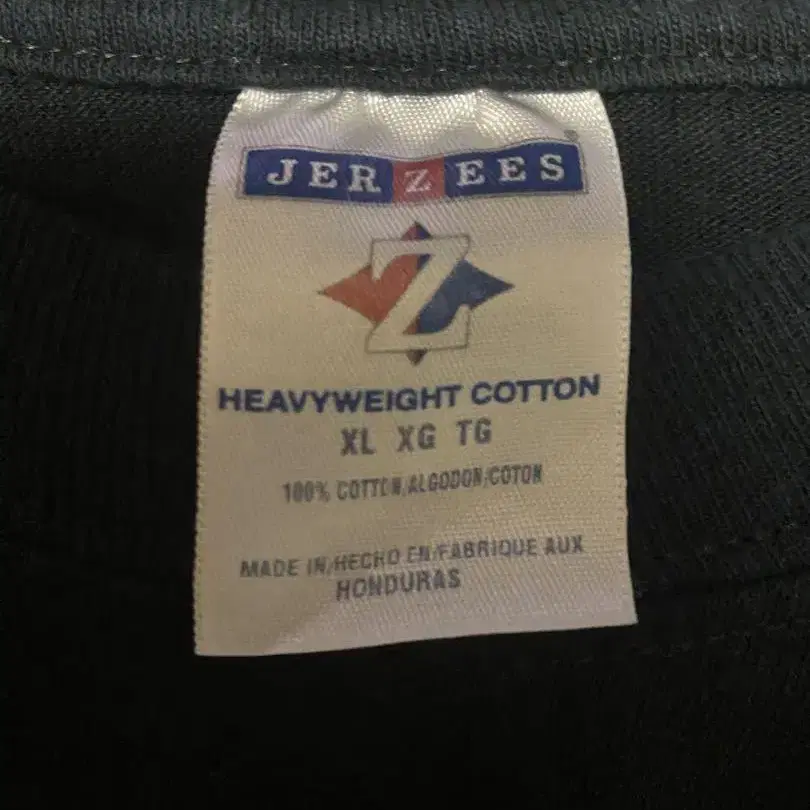 JERZEES®
Z
HEAVYWEIGHT COTTON
XL XG TG
100% COTTON/ALGODON/COTON
MADE IN/HECHO EN/FABRIQUE AUX
HONDURAS